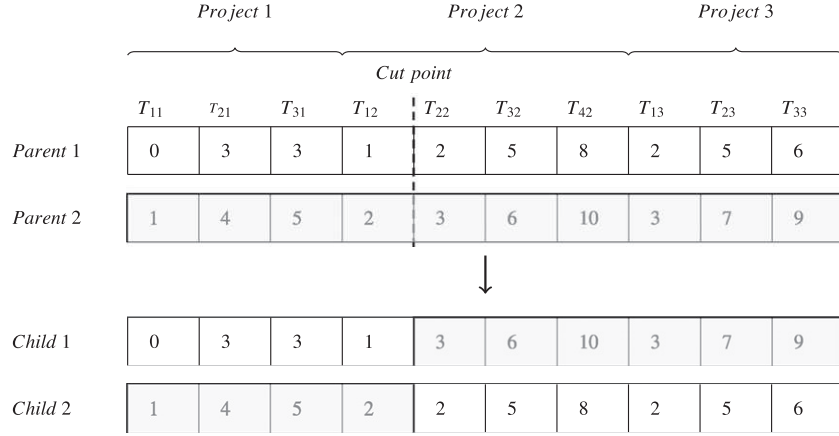 Project 1 Project 2 Project 3
Cut point
T11 T21 T31 T12 T22 T32 T42 T13 T23 T33
Parent 1 0 3 3 1 2 5 8 2 5 6
Parent 2 1 4 5 2 3 6 10 3 7 9
Child 1 0 3 3 1 3 6 10 3 7 9
Child 2 1 4 5 2 2 5 8 2 5 6